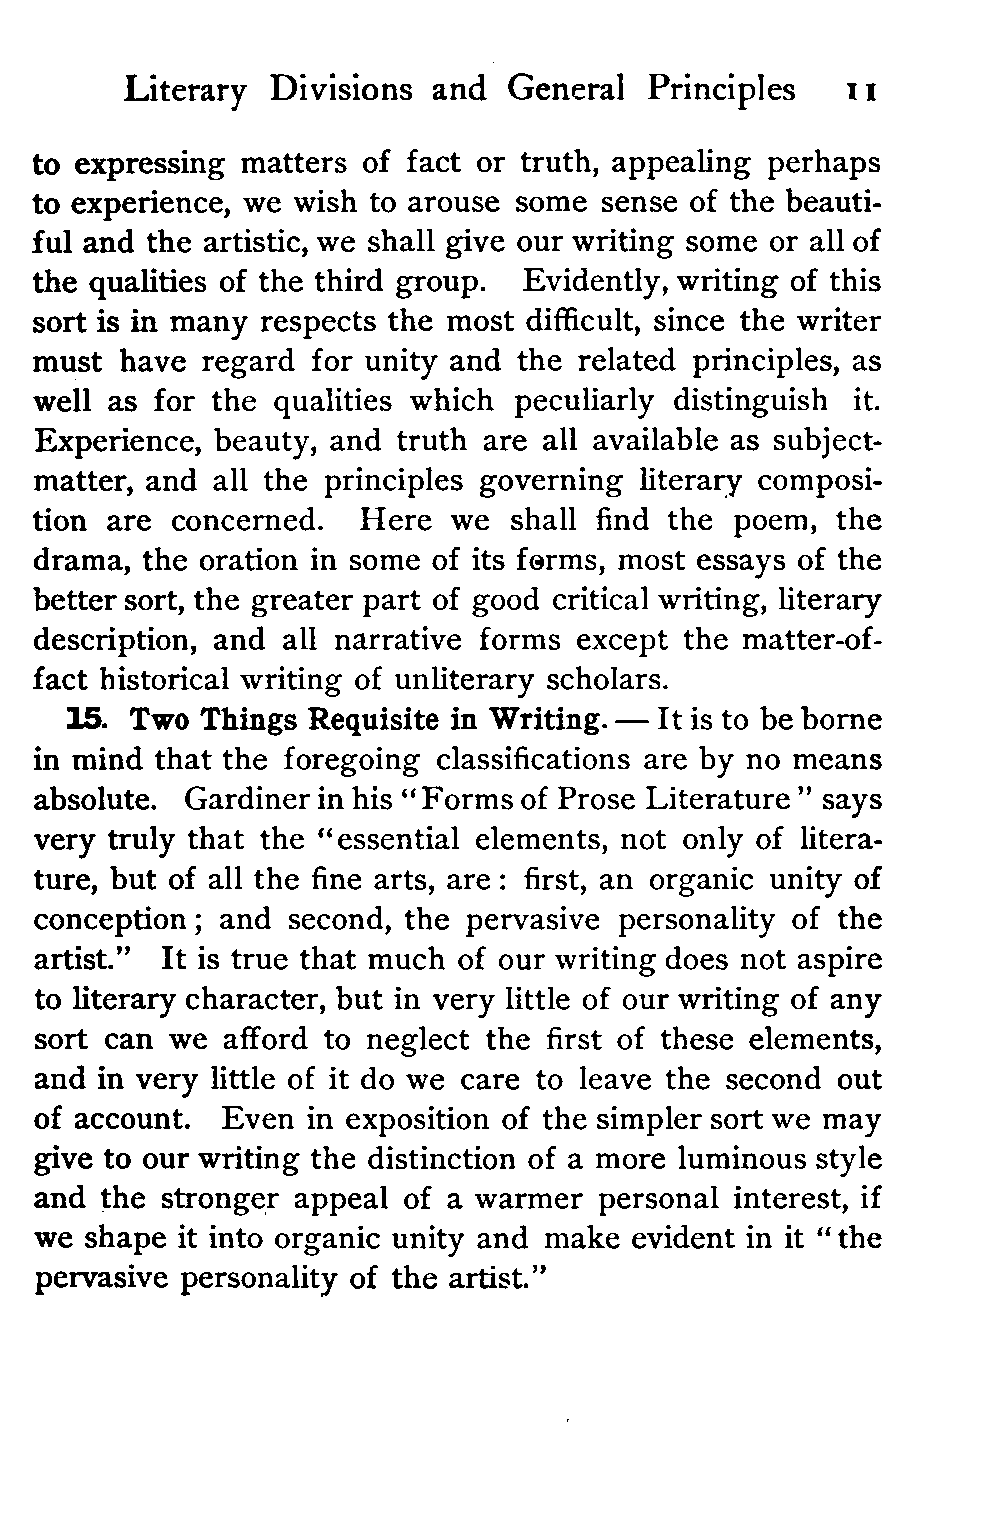 Literary Divisions and General Principles 11
to expressing matters of fact or truth, appealing perhaps
to experience, we wish to arouse some sense of the beauti-
ful and the artistic, we shall give our writing some or all of
the qualities of the third group. Evidently, writing of this
sort is in many respects the most difficult, since the writer
must have regard for unity and the related principles, as
well as for the qualities which peculiarly distinguish it.
Experience, beauty, and truth are all available as subject-
matter, and all the principles governing literary composi-
tion are concerned. Here we shall find the poem, the
drama, the oration in some of its forms, most essays of the
better sort, the greater part of good critical writing, literary
description, and all narrative forms except the matter-of-
fact historical writing of unliterary scholars.
15. Two Things Requisite in Writing. — It is to be borne
in mind that the foregoing classifications are by no means
absolute. Gardiner in his "Forms of Prose Literature" says
very truly that the "essential elements, not only of litera-
ture, but of all the fine arts, are: first, an organic unity of
conception; and second, the pervasive personality of the
artist." It is true that much of our writing does not aspire
to literary character, but in very little of our writing of any
sort can we afford to neglect the first of these elements,
and in very little of it do we care to leave the second out
of account. Even in exposition of the simpler sort we may
give to our writing the distinction of a more luminous style
and the stronger appeal of a warmer personal interest, if
we shape it into organic unity and make evident in it "the
pervasive personality of the artist."